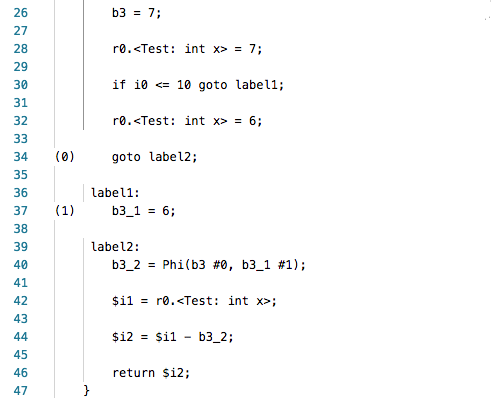 26 b3 = 7;
27
28 r0.<Test: int x> = 7;
29
30 if i0 <= 10 goto label1;
31
32 r0.<Test: int x> = 6;
33
34 (0) goto label2;
35
36 label1:
37 (1) b3_1 = 6;
38
39 label2:
40 b3_2 = Phi(b3 #0, b3_1 #1);
41
42 $i1 = r0.<Test: int x>;
43
44 $i2 = $i1 - b3_2;
45
46 return $i2;
47 }